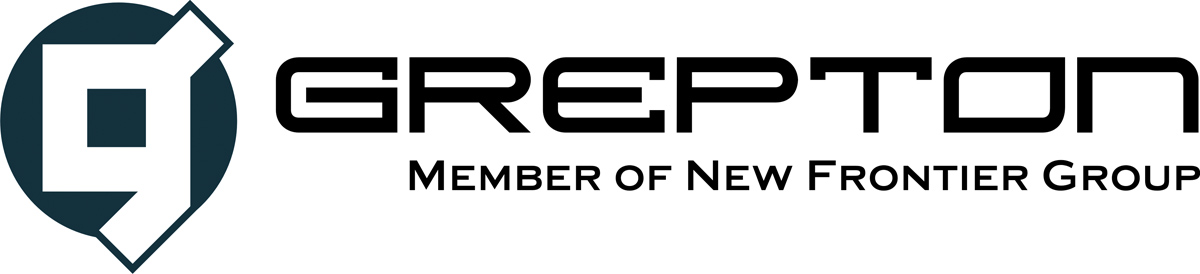 GREPTON
MEMBER OF NEW FRONTIER GROUP